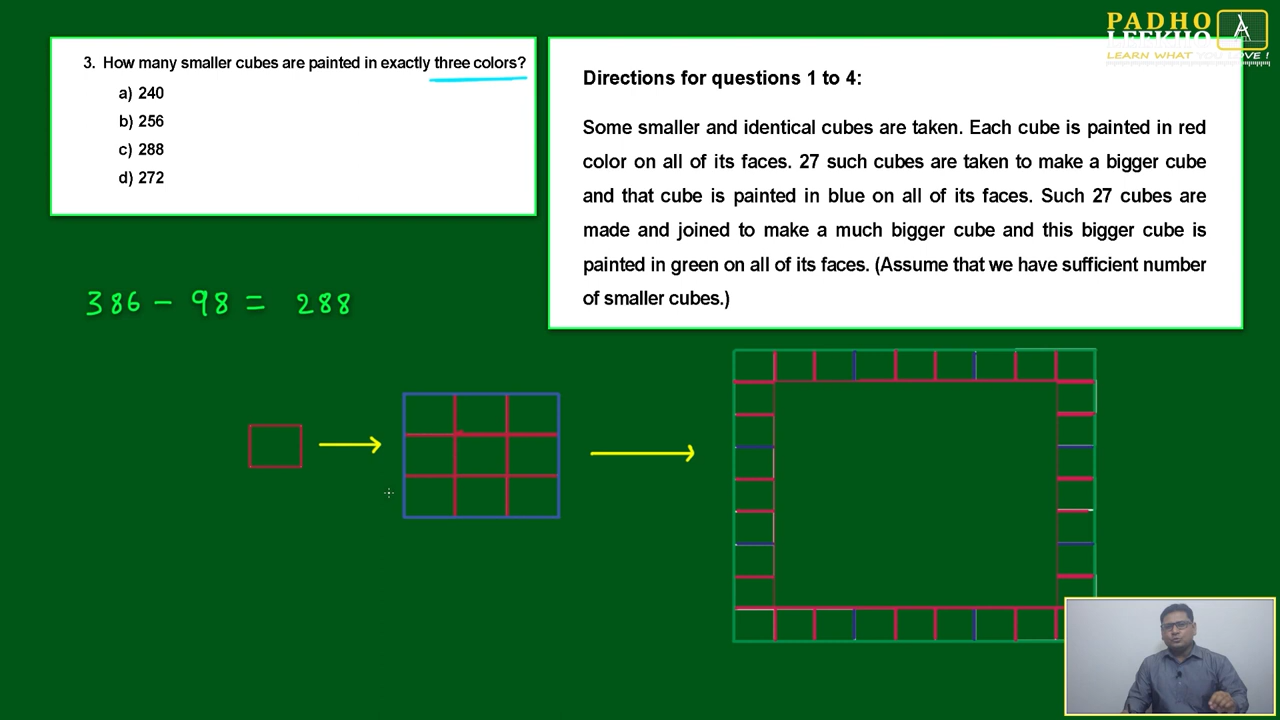 PADHO
LEEKHO
LEARN WHAT YOU LOVE !
3. How many smaller cubes are painted in exactly three colors?
a) 240
b) 256
c) 288
d) 272
Directions for questions 1 to 4:
Some smaller and identical cubes are taken. Each cube is painted in red
color on all of its faces. 27 such cubes are taken to make a bigger cube
and that cube is painted in blue on all of its faces. Such 27 cubes are
made and joined to make a much bigger cube and this bigger cube is
painted in green on all of its faces. (Assume that we have sufficient number
of smaller cubes.)
386 - 98 = 288